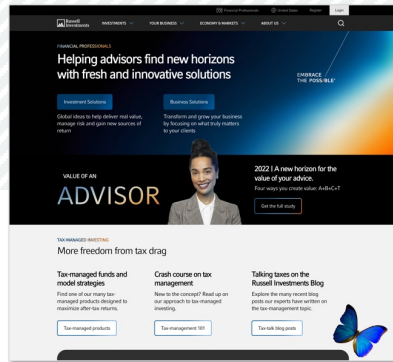 Financial Professionals United States Register Login
Russell Investments
INVESTMENTS YOUR BUSINESS ECONOMY & MARKETS ABOUT US
FINANCIAL PROFESSIONALS
Helping advisors find new horizons
with fresh and innovative solutions
EMBRACE
THE POSS/BLE®
Investment Solutions
Business Solutions
Global ideas to help deliver real value,
manage risk and gain new sources of
return
Transform and grow your business
by focusing on what truly matters
to your clients
VALUE OF AN
ADVISOR
2022 | A new horizon for the
value of your advice.
Four ways you create value: A+B+C+T
Get the full study
TAX-MANAGED INVESTING
More freedom from tax drag
Tax-managed funds and
model strategies
Find one of our many tax-
managed products designed to
maximize after-tax returns.
Tax-managed products
Crash course on tax
management
New to the concept? Read up on
our approach to tax-managed
investing.
Tax-management 101
Talking taxes on the
Russell Investments Blog
Explore the many recent blog
posts our experts have written on
the tax-management topic.
Tax-talk blog posts